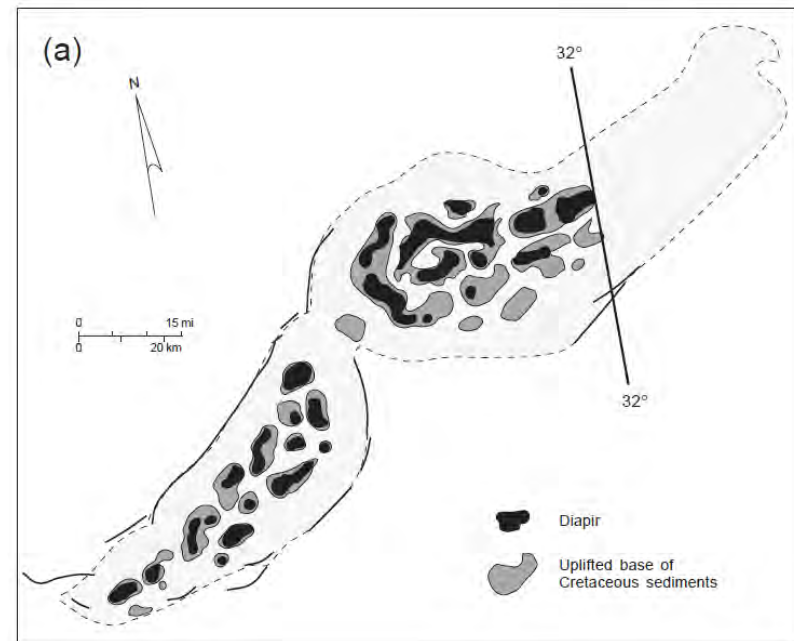 (a)
32°
N
0 15 mi
0 20 km
32°
Diapir
Uplifted base of
Cretaceous sediments